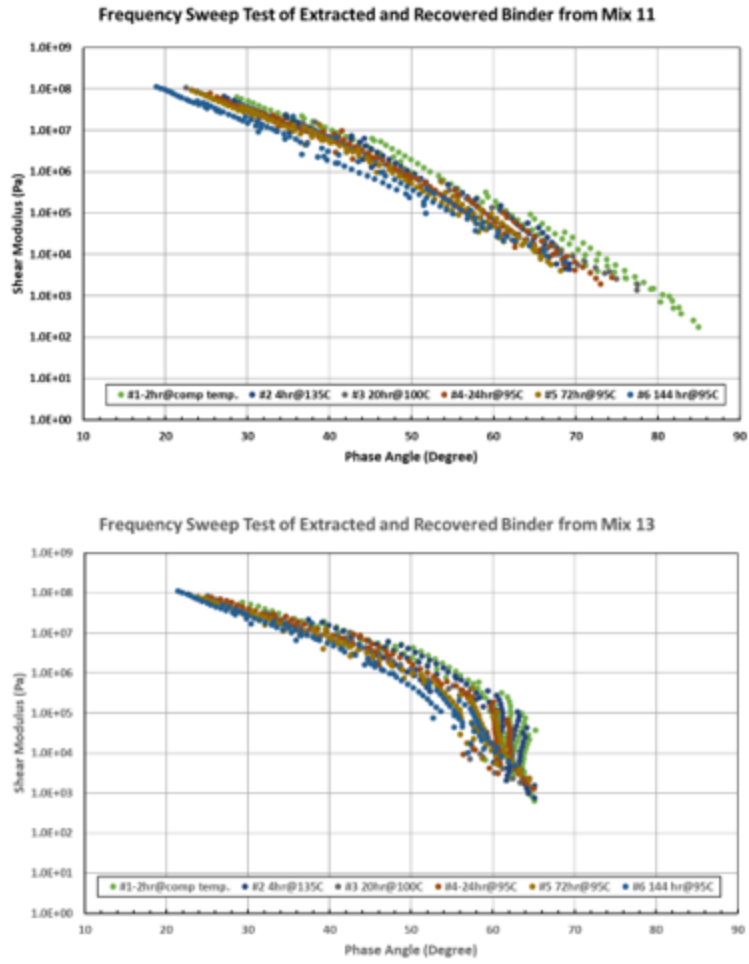 Frequency Sweep Test of Extracted and Recovered Binder from Mix 11
1.0E+09
1.0E+08
1.0E+07
1.0E+06
1.0E+05
1.0E+04
1.0E+03
1.0E+02
1.0E+01
1.0E+00
Shear Modulus (Pa)
#1-2hr@comp temp. #2 4hr@135C #3 20hr@100C #4-24hr@95C #5 72hr@95C #6 144 hr@95C
10 20 30 40 50 60 70 80 90
Phase Angle (Degree)
Frequency Sweep Test of Extracted and Recovered Binder from Mix 13
1.0E+09
1.0E+08
1.0E+07
1.0E+06
1.0E+05
1.0E+04
1.0E+03
1.0E+02
1.0E+01
1.0E+00
Shear Modulus (Pa)
#1-2hr@comp temp. #2 4hr@135C #3 20hr@100C #4-24hr@95C #5 72hr@95C #6 144 hr@95C
10 20 30 40 50 60 70 80 90
Phase Angle (Degree)